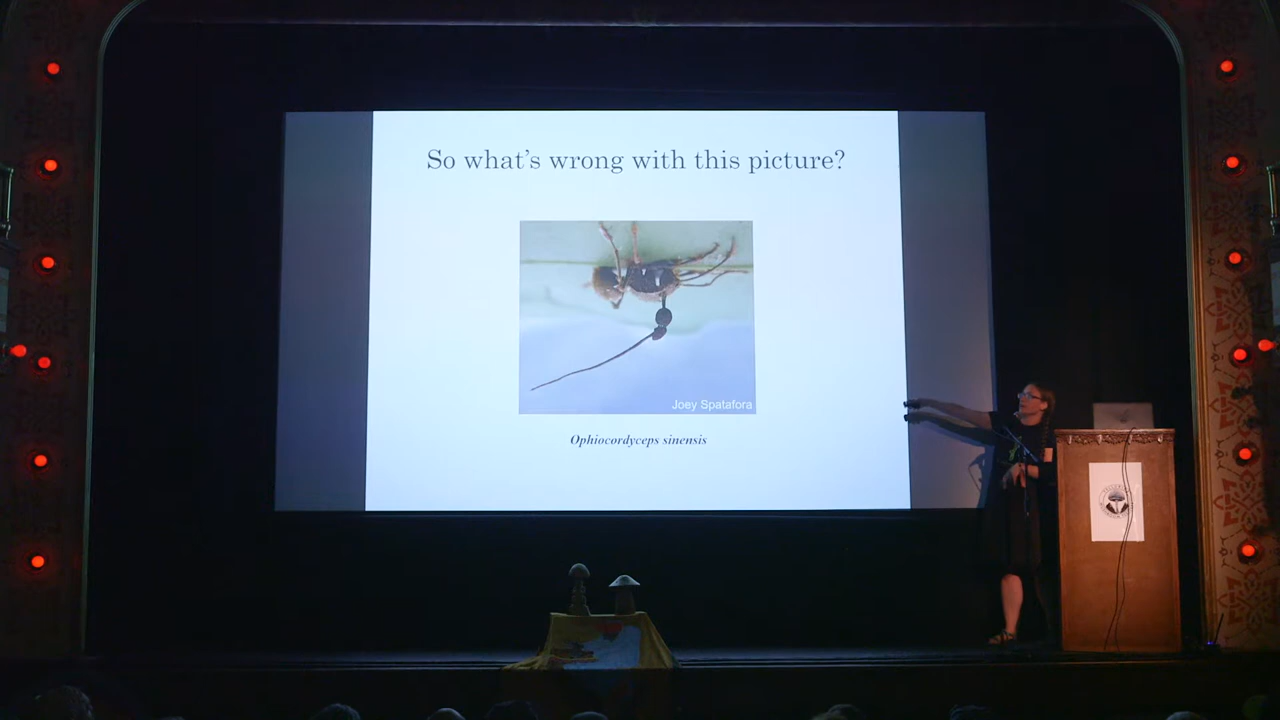 So what's wrong with this picture?
Joey Spatafora
Ophiocordyceps sinensis